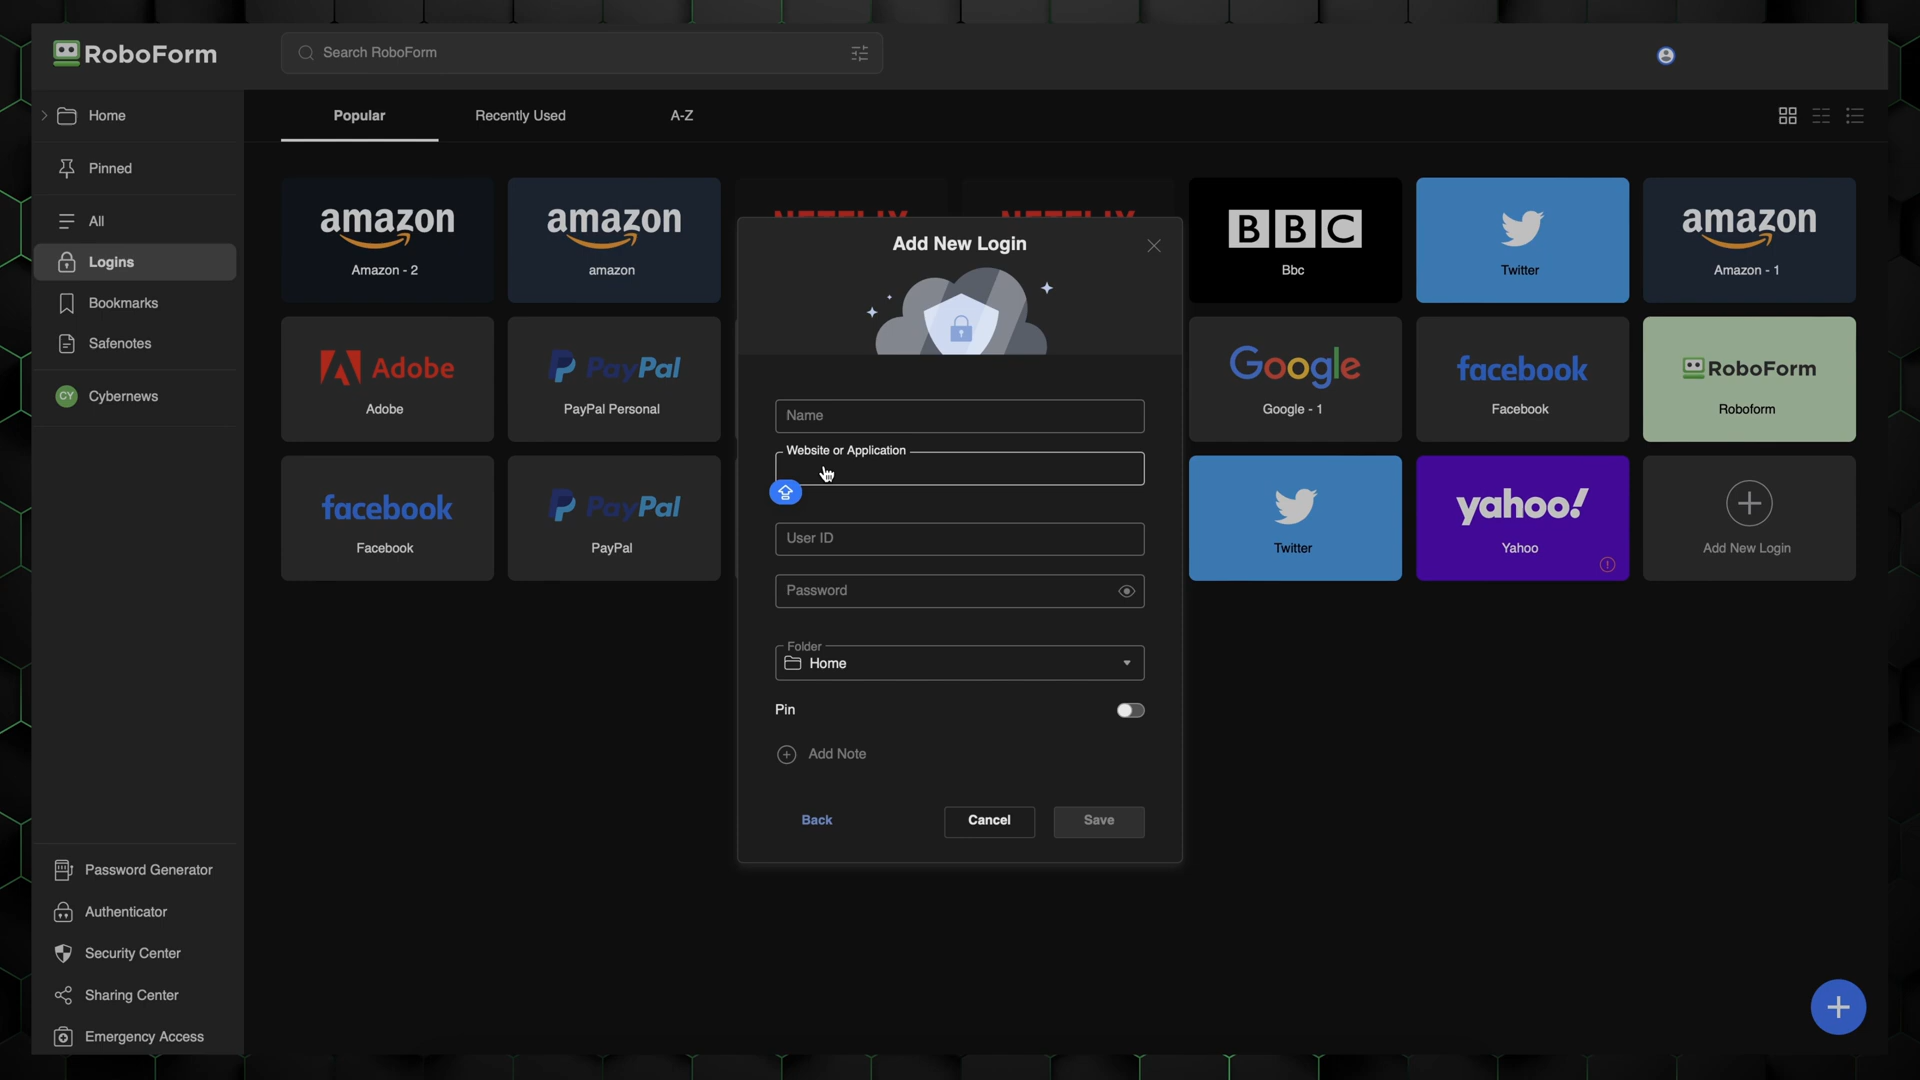 RoboForm
Search RoboForm
Home
Pinned
All
Logins
Bookmarks
Safenotes
CY Cybernews
Password Generator
Authenticator
Security Center
Sharing Center
Emergency Access
Popular Recently Used A-Z
amazon
Amazon - 2
amazon
amazon
NETFLIX
NETFLIX
BBC
Bbc
Twitter
amazon
Amazon - 1
Adobe
Adobe
PayPal
PayPal Personal
Google
Google - 1
facebook
Facebook
RoboForm
Roboform
facebook
Facebook
PayPal
PayPal
Twitter
yahoo!
Yahoo
Add New Login
Add New Login
Name
Website or Application
User ID
Password
Folder
Home
Pin
Add Note
Back Cancel Save